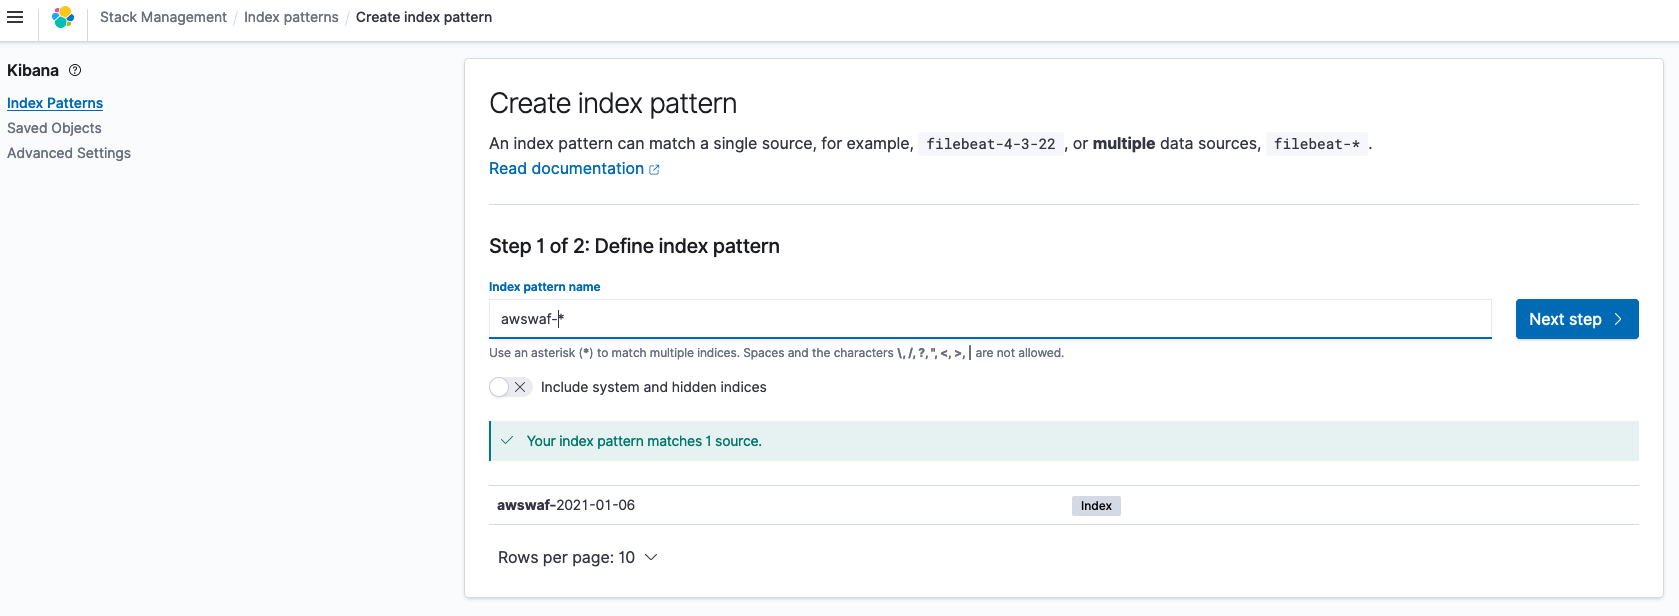 Stack Management / Index patterns / Create index pattern
Kibana
Index Patterns
Saved Objects
Advanced Settings
Create index pattern
An index pattern can match a single source, for example, filebeat-4-3-22 , or multiple data sources, filebeat-* .
Read documentation
Step 1 of 2: Define index pattern
Index pattern name
awswaf-*
Next step
Use an asterisk (*) to match multiple indices. Spaces and the characters \, /, ?, ", <, >, | are not allowed.
Include system and hidden indices
Your index pattern matches 1 source.
awswaf-2021-01-06 Index
Rows per page: 10